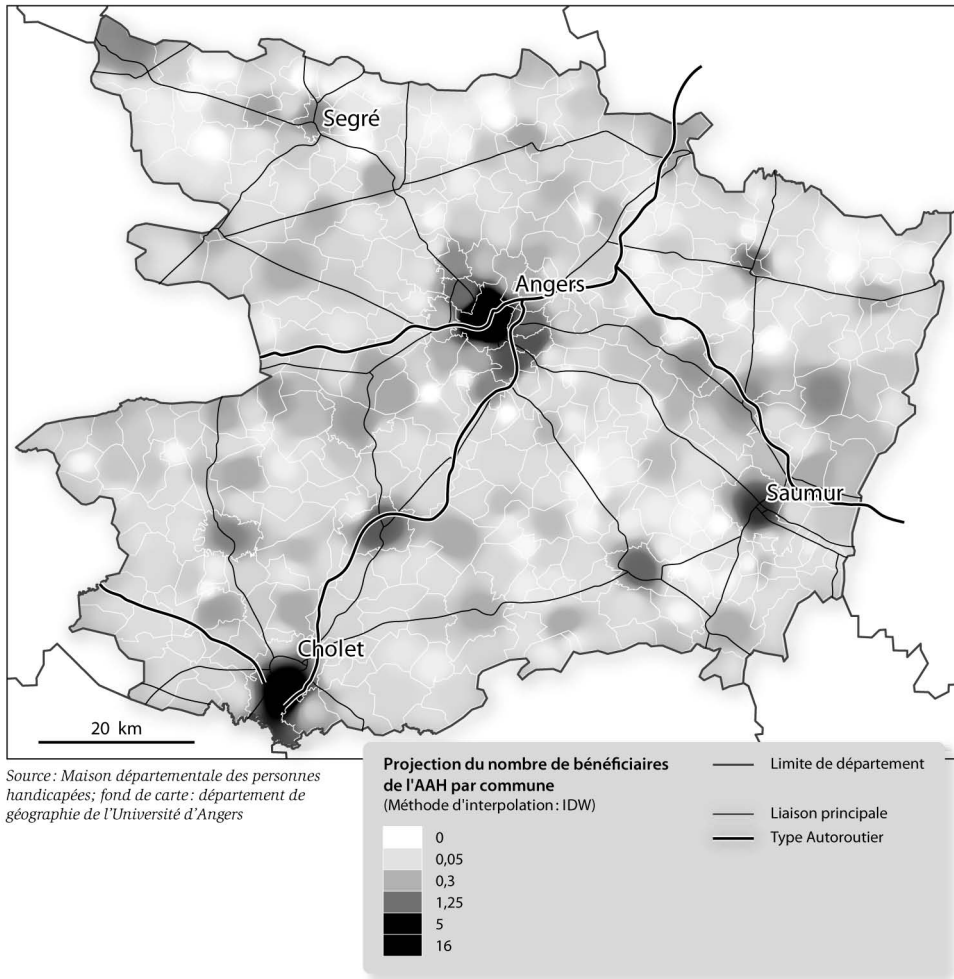 Segré
Angers
Saumur
Cholet
20 km
Source : Maison départementale des personnes
handicapées; fond de carte : département de
géographie de l'Université d'Angers
Projection du nombre de bénéficiaires
de l'AAH par commune
(Méthode d'interpolation : IDW)
0
0,05
0,3
1,25
5
16
Limite de département
Liaison principale
Type Autoroutier